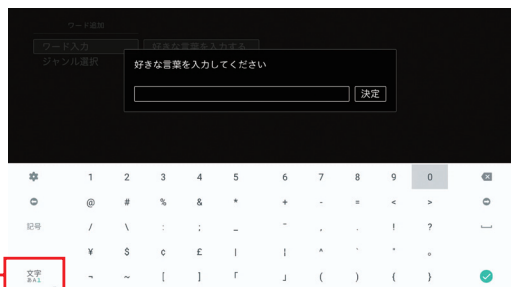 ワード追加
ワード入力 好きな言葉を入力する
ジャンル選択
好きな言葉を入力してください
決定
1 2 3 4 5 6 7 8 9 0
@ # % & * + - = < >
記号 / \ : ; _ ~ , . ! ?
¥ $ ¢ £ | ¦ ^ ` " 。
文字 ¬ ~ [ ] 「 」 ( ) { }
あA1